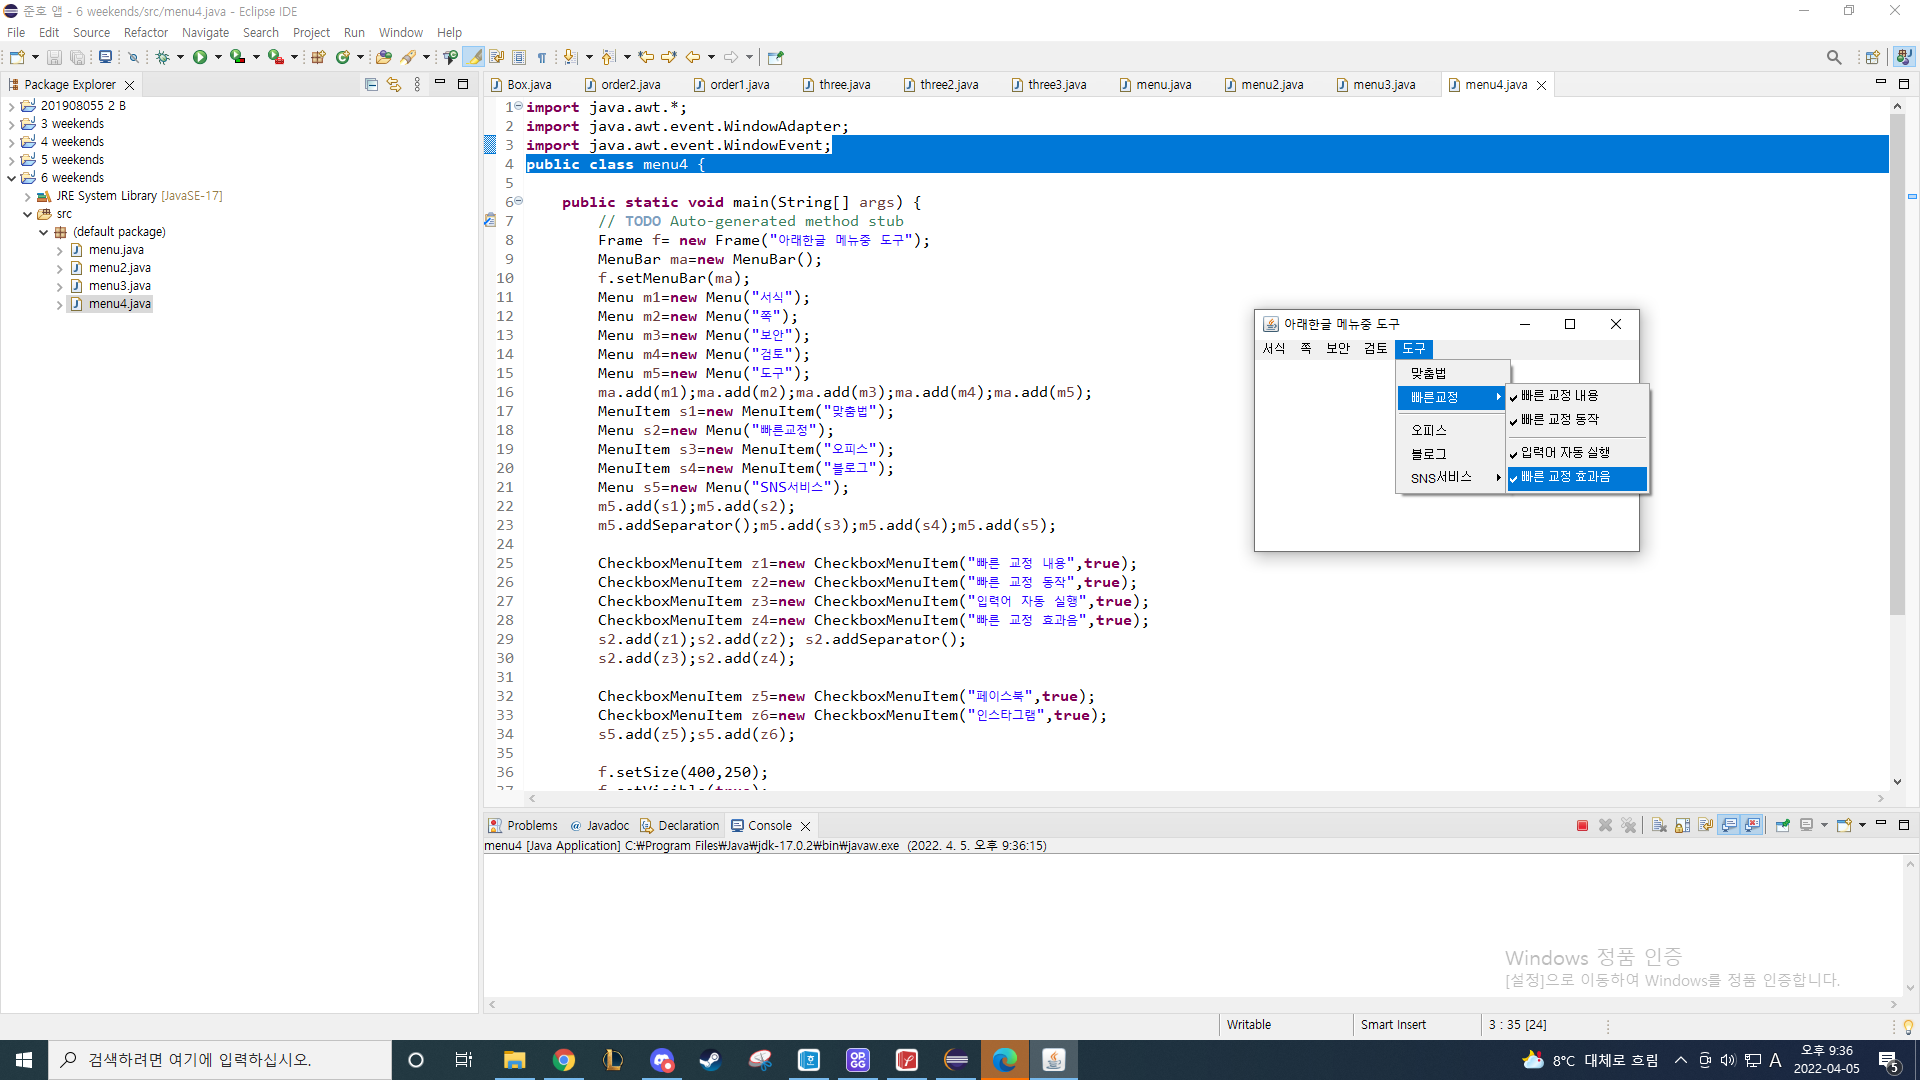 준호 앱 - 6 weekends/src/menu4.java - Eclipse IDE
File Edit Source Refactor Navigate Search Project Run Window Help
Package Explorer
201908055 2 B
3 weekends
4 weekends
5 weekends
6 weekends
JRE System Library [JavaSE-17]
src
(default package)
menu.java
menu2.java
menu3.java
menu4.java
Box.java order2.java order1.java three.java three2.java three3.java menu.java menu2.java menu3.java menu4.java
1 import java.awt.*;
2 import java.awt.event.WindowAdapter;
3 import java.awt.event.WindowEvent;
4 public class menu4 {
5
6 public static void main(String[] args) {
7 // TODO Auto-generated method stub
8 Frame f= new Frame("아래한글 메뉴중 도구");
9 MenuBar ma=new MenuBar();
10 f.setMenuBar(ma);
11 Menu m1=new Menu("서식");
12 Menu m2=new Menu("쪽");
13 Menu m3=new Menu("보안");
14 Menu m4=new Menu("검토");
15 Menu m5=new Menu("도구");
16 ma.add(m1);ma.add(m2);ma.add(m3);ma.add(m4);ma.add(m5);
17 MenuItem s1=new MenuItem("맞춤법");
18 Menu s2=new Menu("빠른교정");
19 MenuItem s3=new MenuItem("오피스");
20 MenuItem s4=new MenuItem("블로그");
21 Menu s5=new Menu("SNS서비스");
22 m5.add(s1);m5.add(s2);
23 m5.addSeparator();m5.add(s3);m5.add(s4);m5.add(s5);
24
25 CheckboxMenuItem z1=new CheckboxMenuItem("빠른 교정 내용",true);
26 CheckboxMenuItem z2=new CheckboxMenuItem("빠른 교정 동작",true);
27 CheckboxMenuItem z3=new CheckboxMenuItem("입력어 자동 실행",true);
28 CheckboxMenuItem z4=new CheckboxMenuItem("빠른 교정 효과음",true);
29 s2.add(z1);s2.add(z2); s2.addSeparator();
30 s2.add(z3);s2.add(z4);
31
32 CheckboxMenuItem z5=new CheckboxMenuItem("페이스북",true);
33 CheckboxMenuItem z6=new CheckboxMenuItem("인스타그램",true);
34 s5.add(z5);s5.add(z6);
35
36 f.setSize(400,250);
37 f.setVisible(true);
아래한글 메뉴중 도구
서식 쪽 보안 검토 도구
맞춤법
빠른교정
오피스
블로그
SNS서비스
빠른 교정 내용
빠른 교정 동작
입력어 자동 실행
빠른 교정 효과음
Problems Javadoc Declaration Console
menu4 [Java Application] C:₩Program Files₩Java₩jdk-17.0.2₩bin₩javaw.exe (2022. 4. 5. 오후 9:36:15)
Windows 정품 인증
[설정]으로 이동하여 Windows를 정품 인증합니다.
Writable Smart Insert 3 : 35 [24]
검색하려면 여기에 입력하십시오.
OP.GG
8°C 대체로 흐림
A
오후 9:36
2022-04-05
5